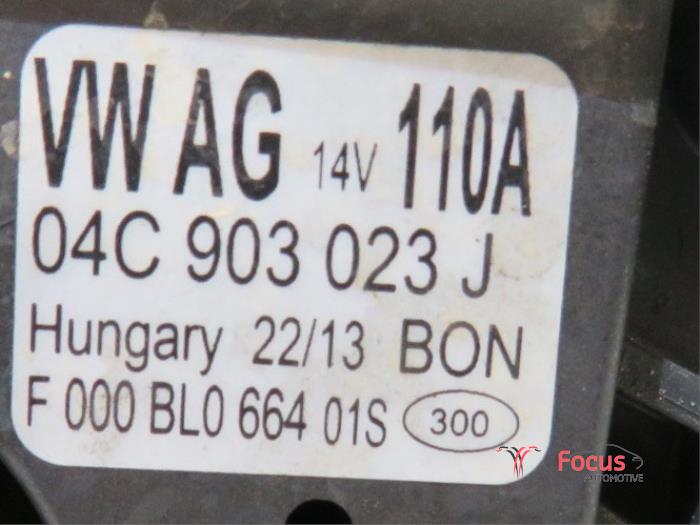 VW AG 14V 110A
04C 903 023 J
Hungary 22/13 BON
F 000 BL0 664 01S 300
Focus
AUTOMOTIVE